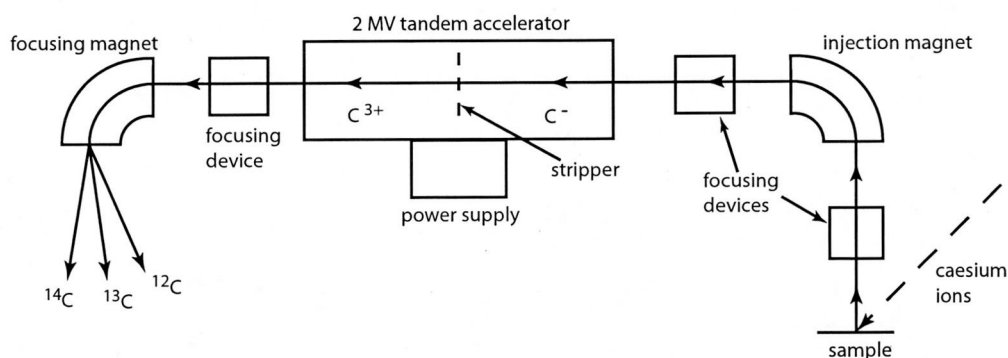 2 MV tandem accelerator
focusing magnet
injection magnet
C³⁺
C⁻
focusing
device
stripper
power supply
focusing
devices
¹⁴C
¹³C
¹²C
caesium
ions
sample